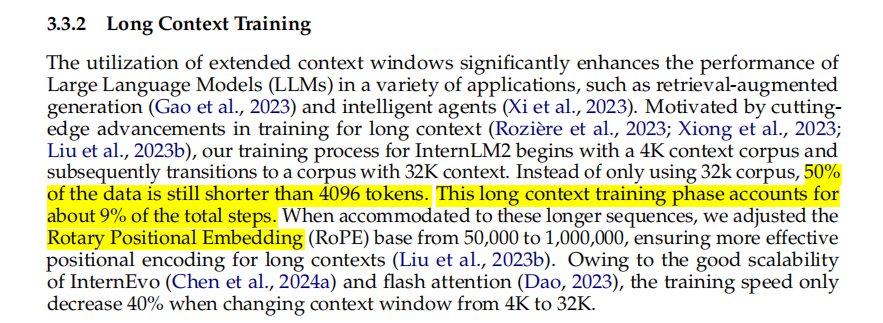 3.3.2 Long Context Training
The utilization of extended context windows significantly enhances the performance of
Large Language Models (LLMs) in a variety of applications, such as retrieval-augmented
generation (Gao et al., 2023) and intelligent agents (Xi et al., 2023). Motivated by cutting-
edge advancements in training for long context (Rozière et al., 2023; Xiong et al., 2023;
Liu et al., 2023b), our training process for InternLM2 begins with a 4K context corpus and
subsequently transitions to a corpus with 32K context. Instead of only using 32k corpus, 50%
of the data is still shorter than 4096 tokens. This long context training phase accounts for
about 9% of the total steps. When accommodated to these longer sequences, we adjusted the
Rotary Positional Embedding (RoPE) base from 50,000 to 1,000,000, ensuring more effective
positional encoding for long contexts (Liu et al., 2023b). Owing to the good scalability
of InternEvo (Chen et al., 2024a) and flash attention (Dao, 2023), the training speed only
decrease 40% when changing context window from 4K to 32K.